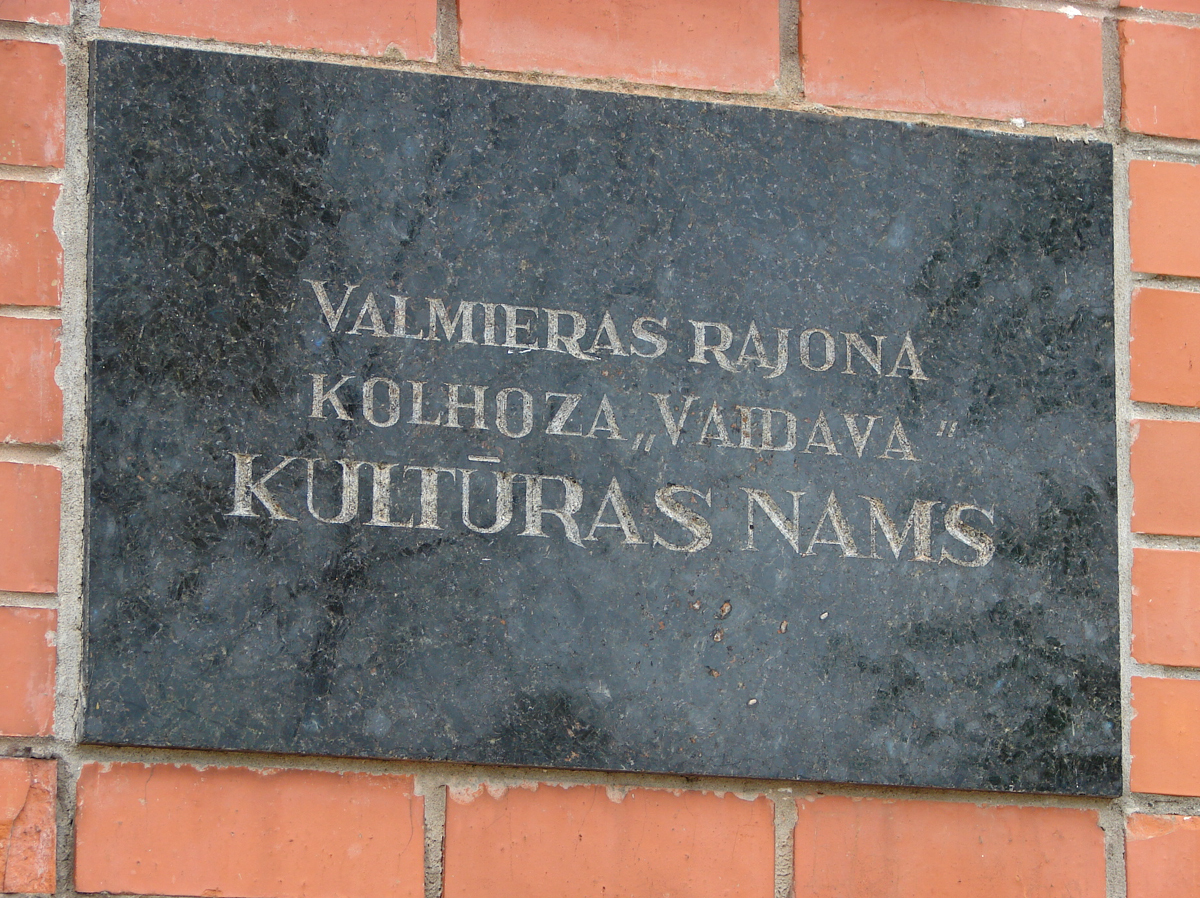 VALMIERAS RAJONA
KOLHOZA „VAIDAVA"
KULTŪRAS NAMS